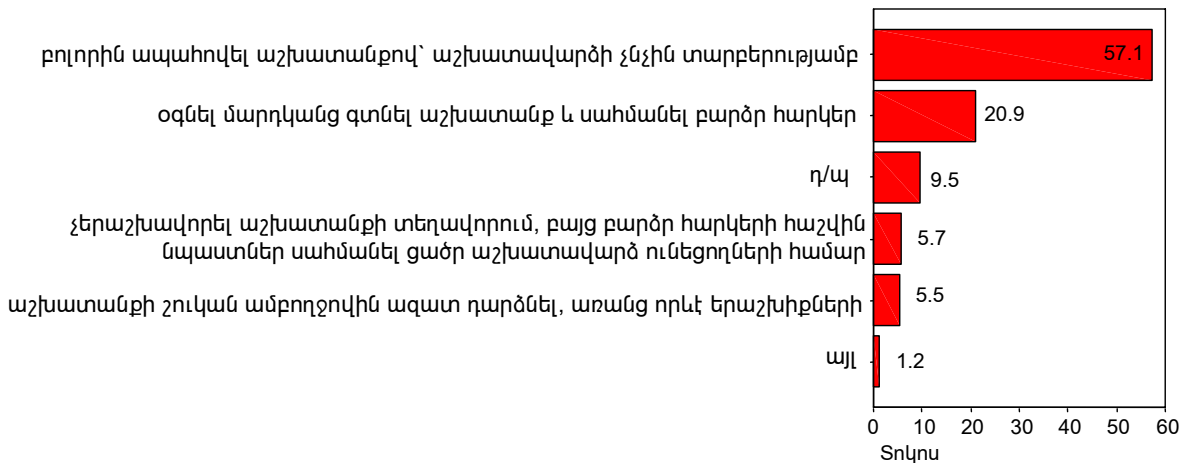 բոլորին ապահովել աշխատանքով՝ աշխատավարձի չնչին տարբերությամբ
57.1
օգնել մարդկանց գտնել աշխատանք և սահմանել բարձր հարկեր
20.9
դ/պ
9.5
չերաշխավորել աշխատանքի տեղավորում, բայց բարձր հարկերի հաշվին
նպաստներ սահմանել ցածր աշխատավարձ ունեցողների համար
5.7
աշխատանքի շուկան ամբողջովին ազատ դարձնել, առանց որևէ երաշխիքների
5.5
այլ
1.2
0 10 20 30 40 50 60
Տոկոս